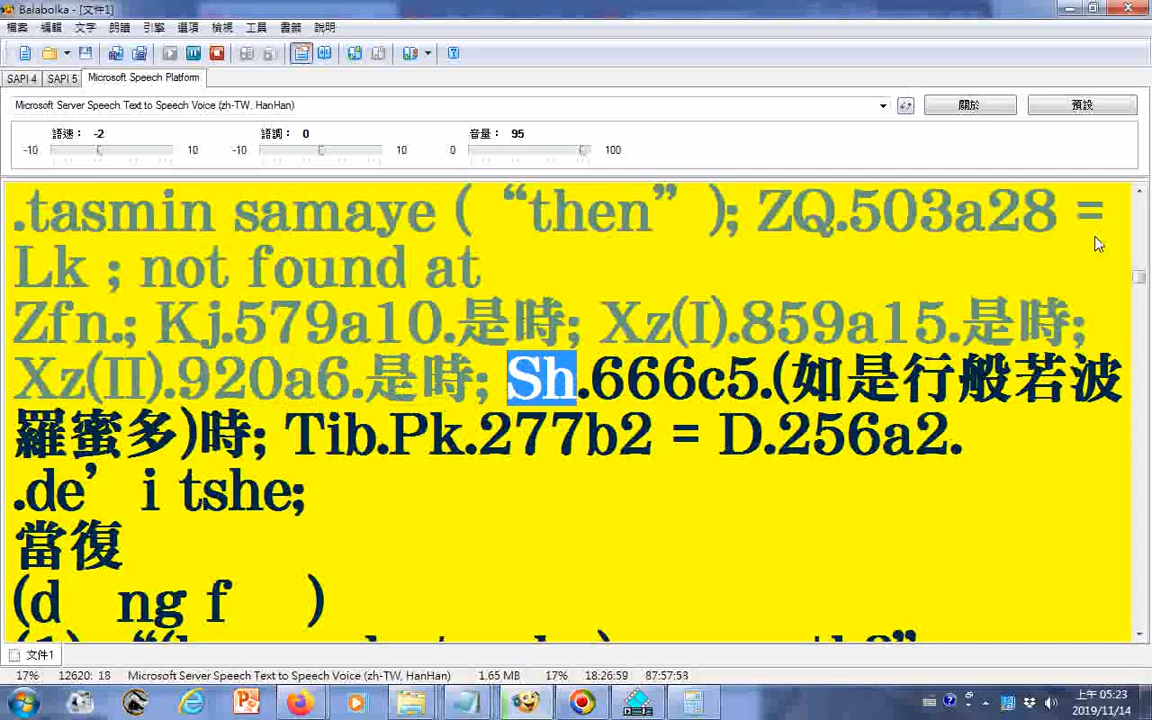 Balabolka - [文件1]
檔案 編輯 文字 朗讀 引擎 選項 檢視 工具 書籤 說明
SAPI 4 SAPI 5 Microsoft Speech Platform
Microsoft Server Speech Text to Speech Voice (zh-TW, HanHan) 關於 預設
語速： -2 語調： 0 音量： 95
-10 10 -10 10 0 100
.tasmin samaye (“then”); ZQ.503a28 =
Lk ; not found at
Zfn.; Kj.579a10.是時; Xz(I).859a15.是時;
Xz(II).920a6.是時; Sh.666c5.(如是行般若波
羅蜜多)時; Tib.Pk.277b2 = D.256a2.
.de’i tshe;
當復
(d ng f )
文件1
17% 12620: 18 Microsoft Server Speech Text to Speech Voice (zh-TW, HanHan) 1.65 MB 17% 18:26:59 87:57:53
上午 05:23
2019/11/14